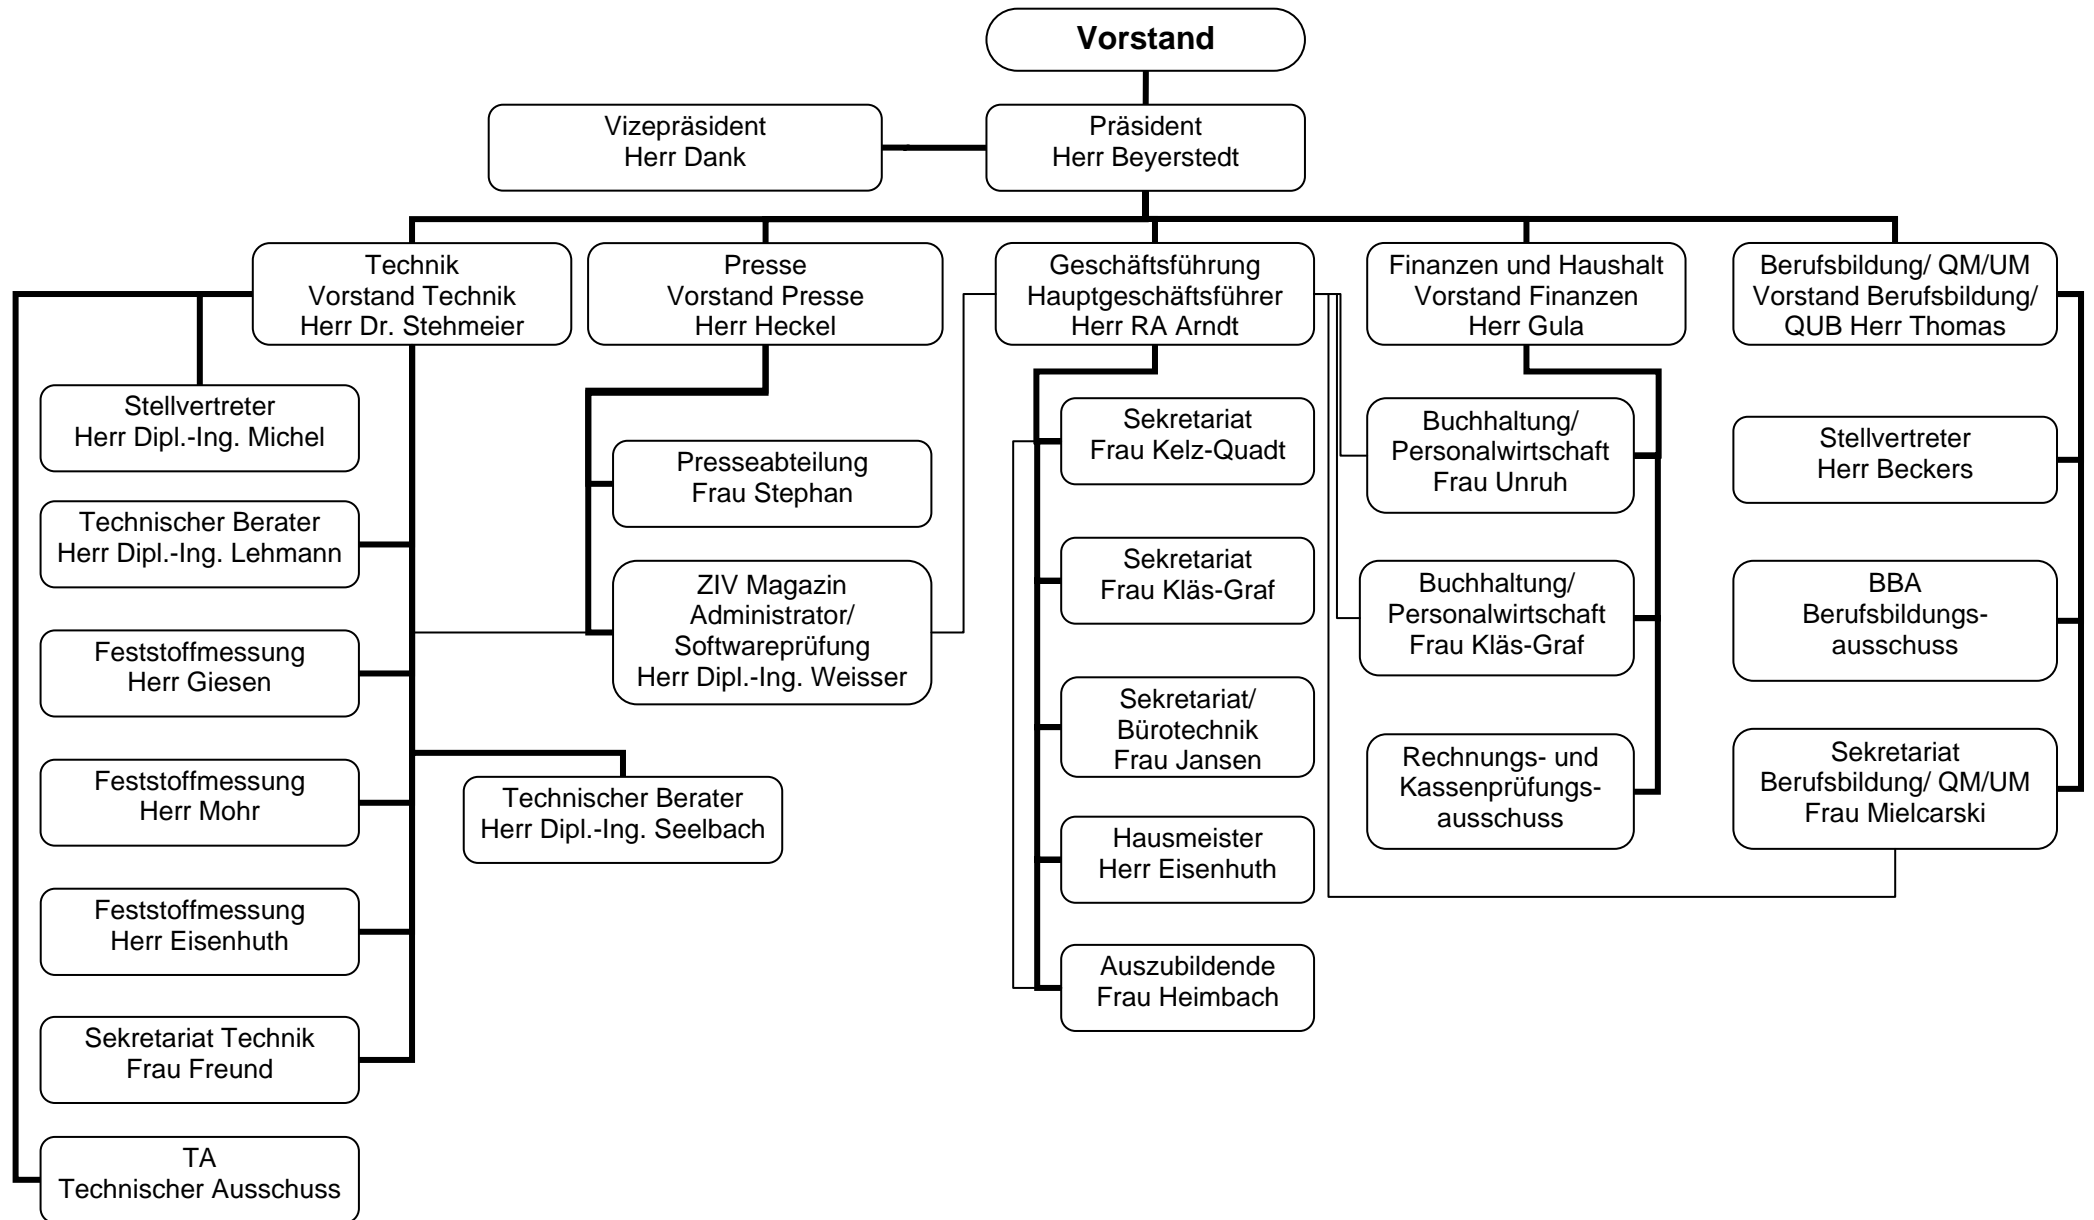 Vorstand
Vizepräsident
Herr Dank
Präsident
Herr Beyerstedt
Technik
Vorstand Technik
Herr Dr. Stehmeier
Presse
Vorstand Presse
Herr Heckel
Geschäftsführung
Hauptgeschäftsführer
Herr RA Arndt
Finanzen und Haushalt
Vorstand Finanzen
Herr Gula
Berufsbildung/ QM/UM
Vorstand Berufsbildung/
QUB Herr Thomas
Stellvertreter
Herr Dipl.-Ing. Michel
Technischer Berater
Herr Dipl.-Ing. Lehmann
Feststoffmessung
Herr Giesen
Feststoffmessung
Herr Mohr
Feststoffmessung
Herr Eisenhuth
Sekretariat Technik
Frau Freund
TA
Technischer Ausschuss
Technischer Berater
Herr Dipl.-Ing. Seelbach
Presseabteilung
Frau Stephan
ZIV Magazin
Administrator/
Softwareprüfung
Herr Dipl.-Ing. Weisser
Sekretariat
Frau Kelz-Quadt
Sekretariat
Frau Kläs-Graf
Sekretariat/
Bürotechnik
Frau Jansen
Hausmeister
Herr Eisenhuth
Auszubildende
Frau Heimbach
Buchhaltung/
Personalwirtschaft
Frau Unruh
Buchhaltung/
Personalwirtschaft
Frau Kläs-Graf
Rechnungs- und
Kassenprüfungs-
ausschuss
Stellvertreter
Herr Beckers
BBA
Berufsbildungs-
ausschuss
Sekretariat
Berufsbildung/ QM/UM
Frau Mielcarski